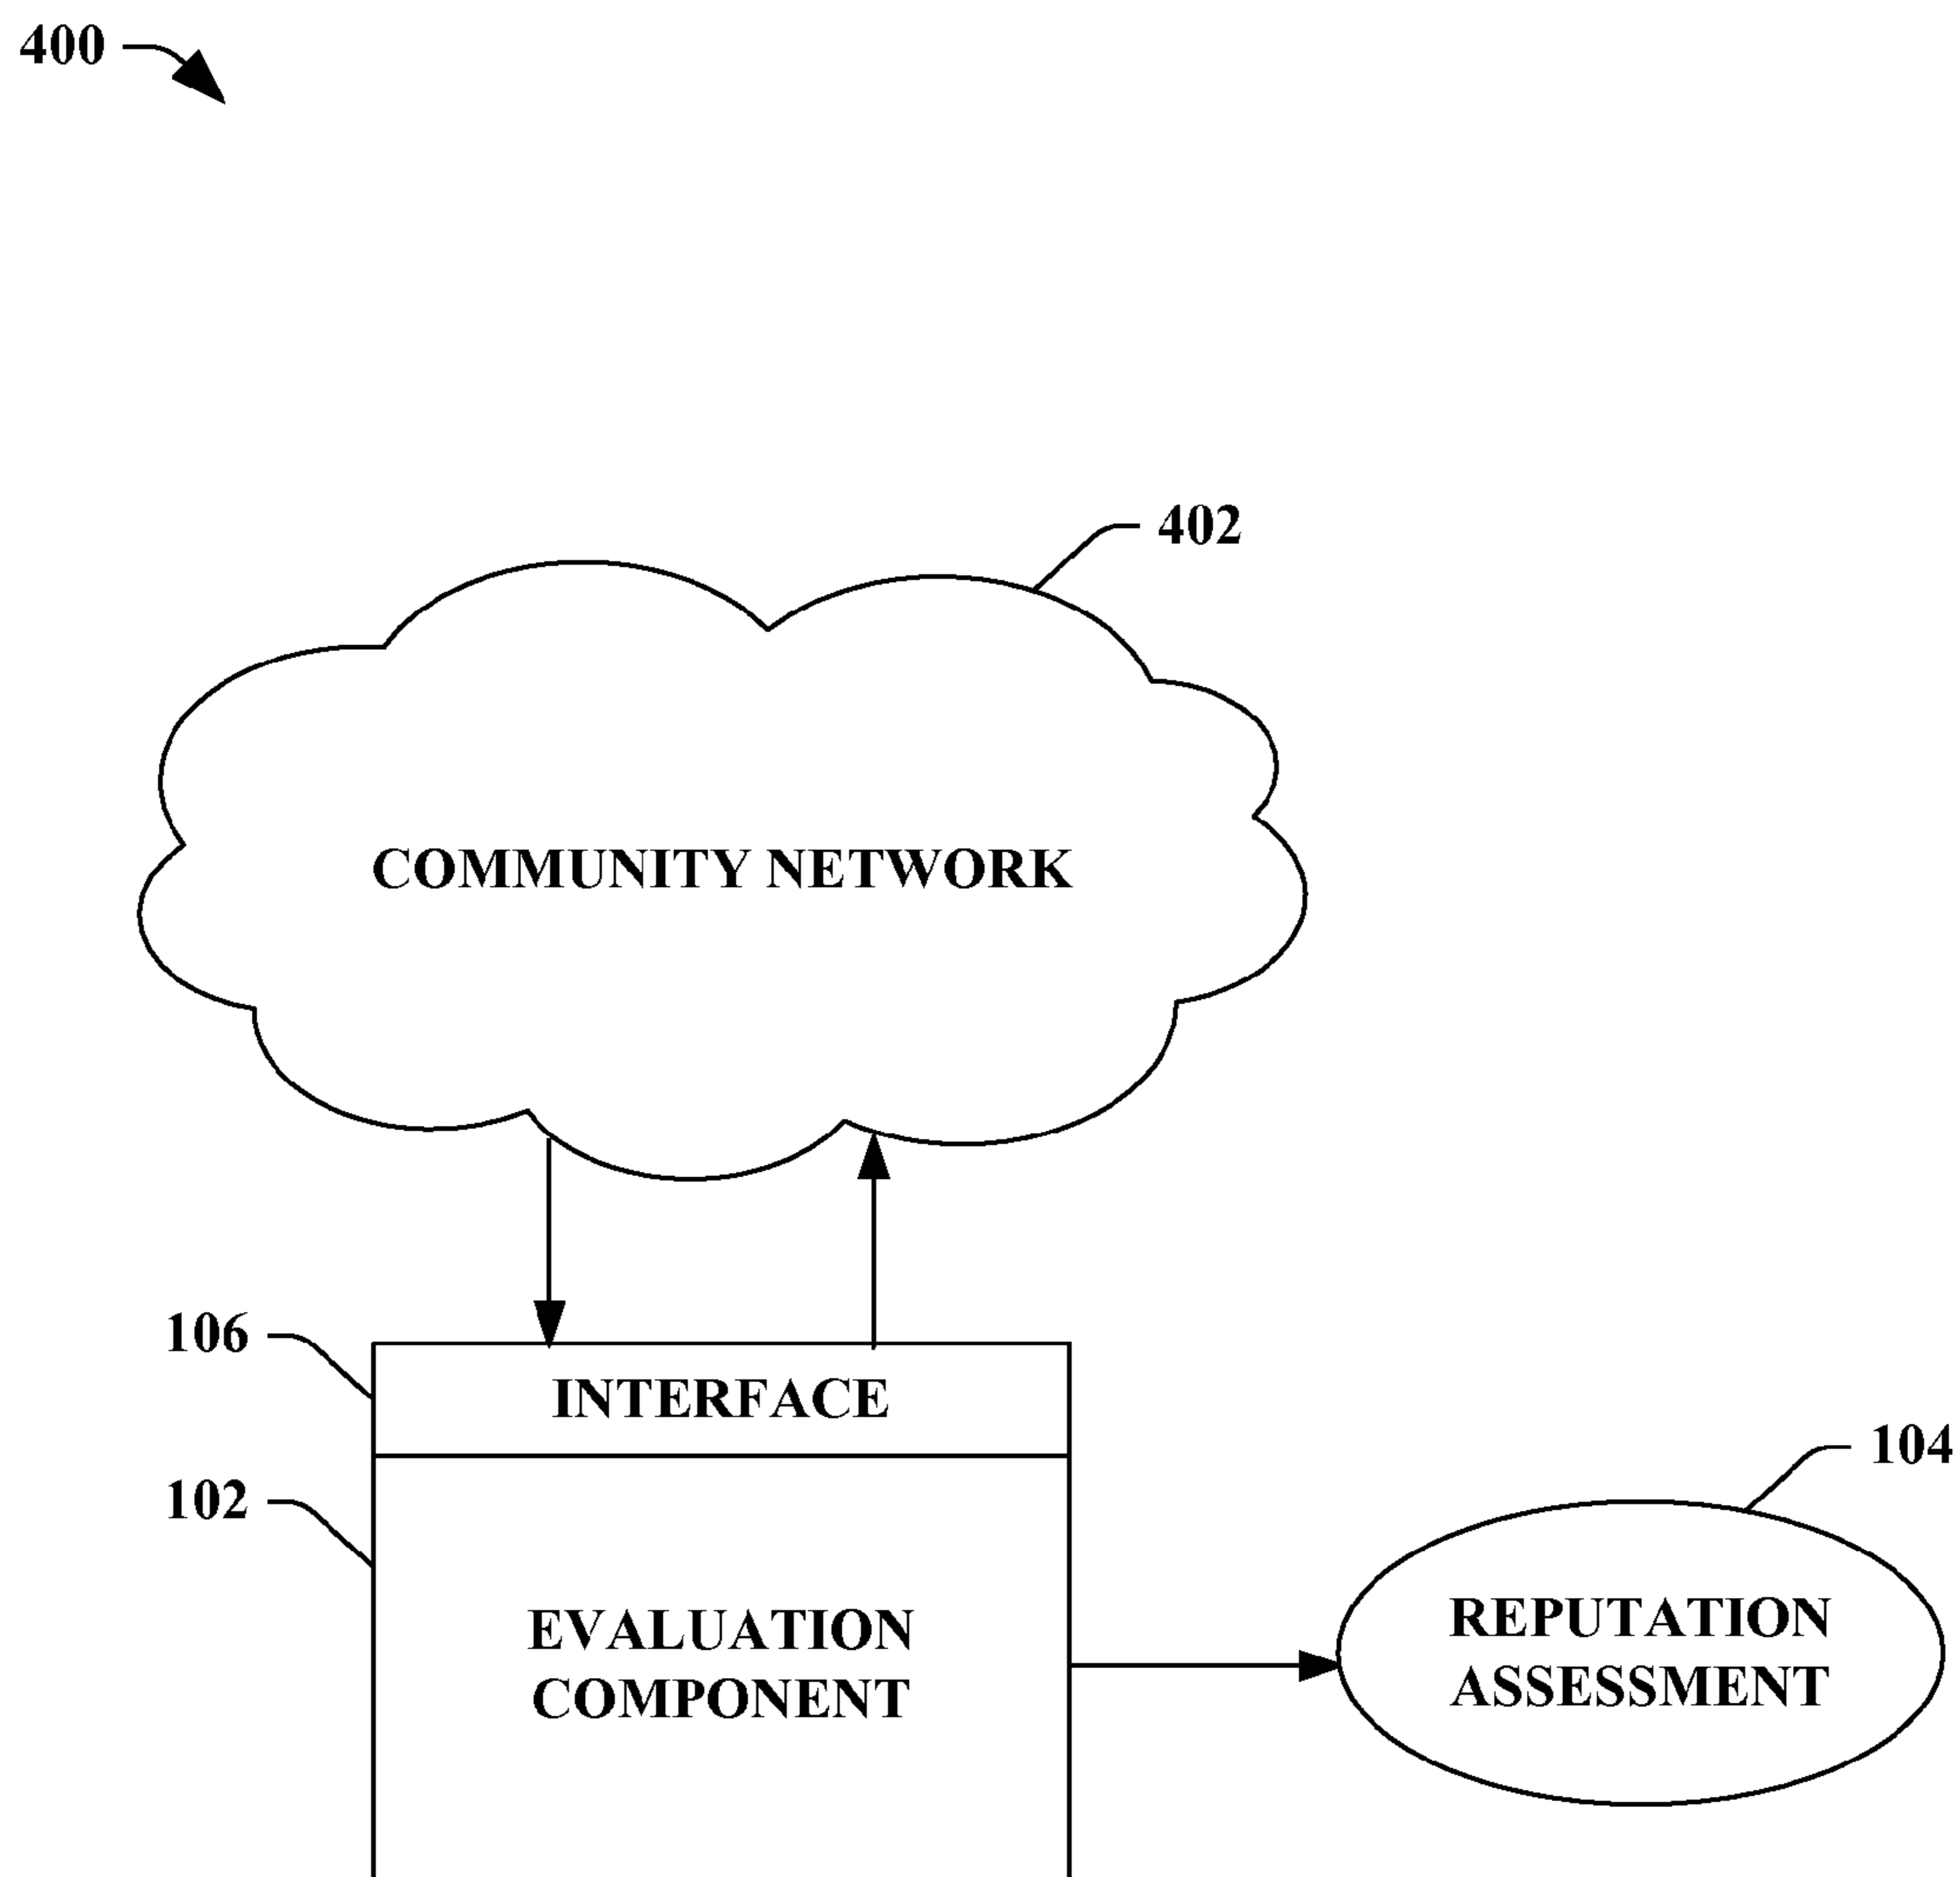 400
402
COMMUNITY NETWORK
106
INTERFACE
104
102
REPUTATION
ASSESSMENT
EVALUATION
COMPONENT